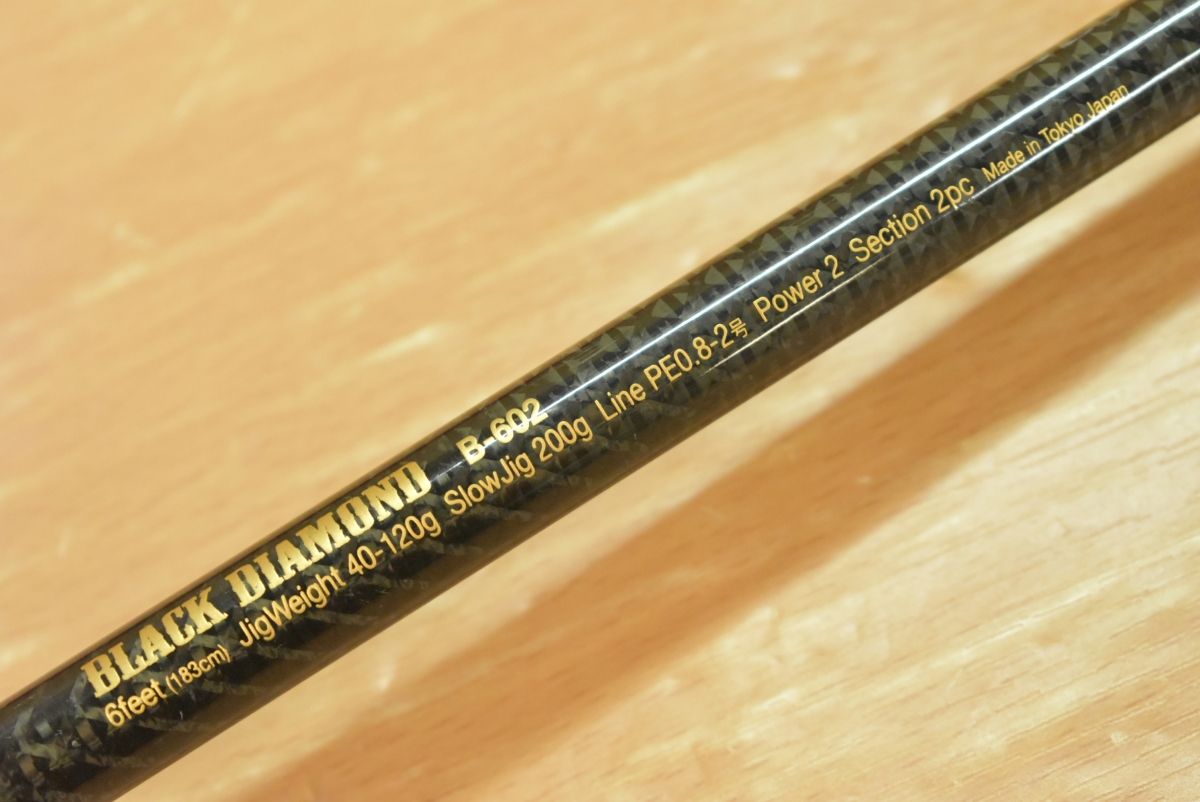 BLACK DIAMOND B-602
6feet (183cm) JigWeight 40-120g SlowJig 200g Line PE0.8-2号 Power 2 Section 2pc Made in Tokyo Japan